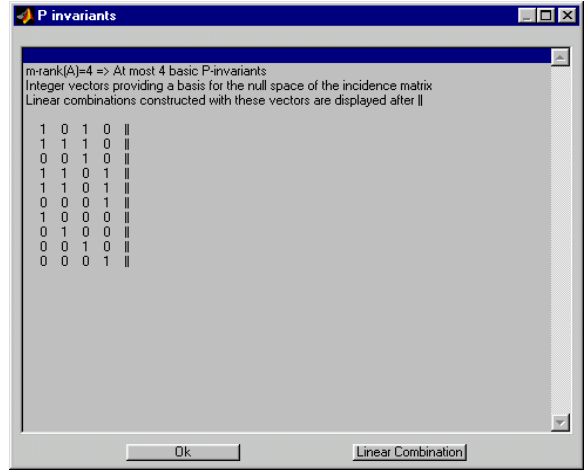 P invariants
m-rank(A)=4 => At most 4 basic P-invariants
Integer vectors providing a basis for the null space of the incidence matrix
Linear combinations constructed with these vectors are displayed after ||
1 0 1 0 ||
1 1 1 0 ||
0 0 1 0 ||
1 1 0 1 ||
1 1 0 1 ||
0 0 0 1 ||
1 0 0 0 ||
0 1 0 0 ||
0 0 1 0 ||
0 0 0 1 ||
Ok
Linear Combination